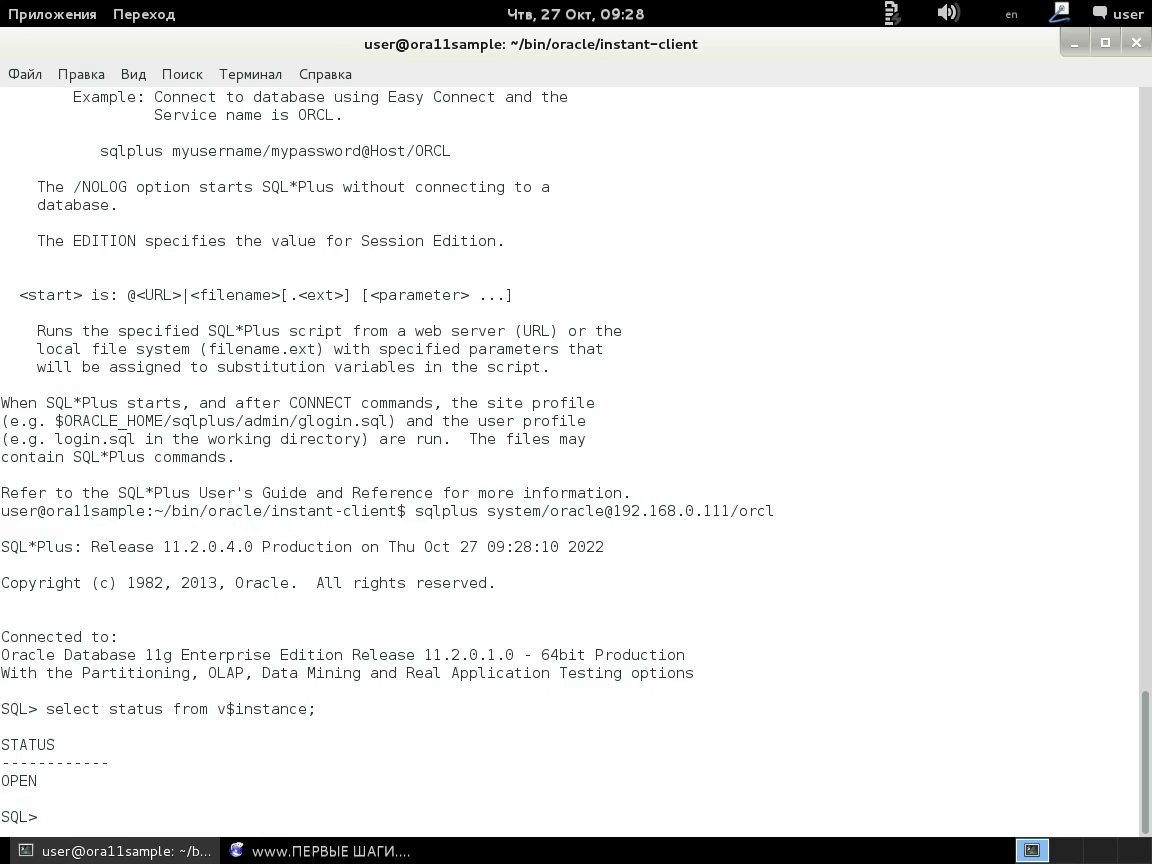 Приложения Переход Чтв, 27 Окт, 09:28 en user
user@ora11sample: ~/bin/oracle/instant-client
Файл Правка Вид Поиск Терминал Справка
Example: Connect to database using Easy Connect and the
Service name is ORCL.
sqlplus myusername/mypassword@Host/ORCL
The /NOLOG option starts SQL*Plus without connecting to a
database.
The EDITION specifies the value for Session Edition.
<start> is: @<URL>|<filename>[.<ext>] [<parameter> ...]
Runs the specified SQL*Plus script from a web server (URL) or the
local file system (filename.ext) with specified parameters that
will be assigned to substitution variables in the script.
When SQL*Plus starts, and after CONNECT commands, the site profile
(e.g. $ORACLE_HOME/sqlplus/admin/glogin.sql) and the user profile
(e.g. login.sql in the working directory) are run.  The files may
contain SQL*Plus commands.
Refer to the SQL*Plus User's Guide and Reference for more information.
user@ora11sample:~/bin/oracle/instant-client$ sqlplus system/oracle@192.168.0.111/orcl
SQL*Plus: Release 11.2.0.4.0 Production on Thu Oct 27 09:28:10 2022
Copyright (c) 1982, 2013, Oracle.  All rights reserved.
Connected to:
Oracle Database 11g Enterprise Edition Release 11.2.0.1.0 - 64bit Production
With the Partitioning, OLAP, Data Mining and Real Application Testing options
SQL> select status from v$instance;
STATUS
------------
OPEN
SQL>
user@ora11sample: ~/b... www.ПЕРВЫЕ ШАГИ....